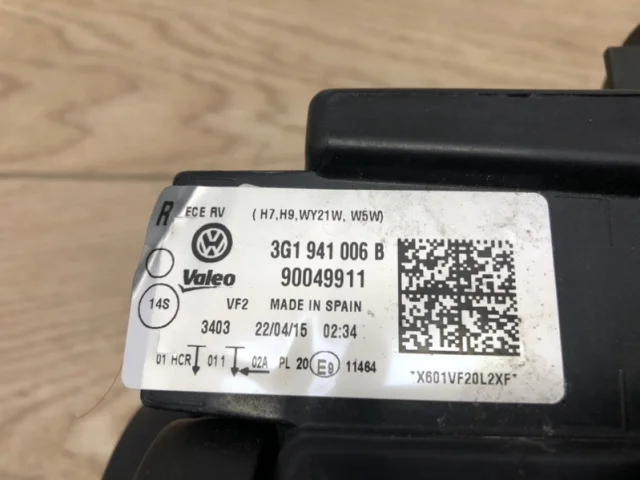 R ECE RV (H7,H9,WY21W, W5W)
3G1 941 006 B
Valeo 90049911
14S VF2 MADE IN SPAIN
3403 22/04/15 02:34
01 HCR 011 02A PL 20 E9 11464
*X601VF20L2XF*